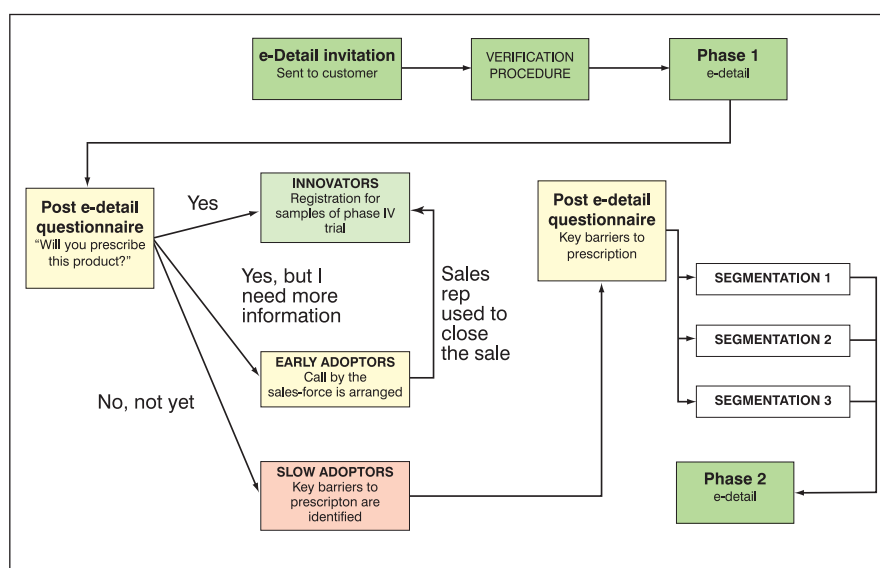 e-Detail invitation
Sent to customer
VERIFICATION
PROCEDURE
Phase 1
e-detail
Post e-detail
questionnaire
“Will you prescribe
this product?”
Yes
INNOVATORS
Registration for
samples of phase IV
trial
Yes, but I
need more
information
Sales
rep
used to
close
the sale
EARLY ADOPTORS
Call by the
sales-force is arranged
No, not yet
SLOW ADOPTORS
Key barriers to
prescripton are
identified
Post e-detail
questionnaire
Key barriers to
prescription
SEGMENTATION 1
SEGMENTATION 2
SEGMENTATION 3
Phase 2
e-detail